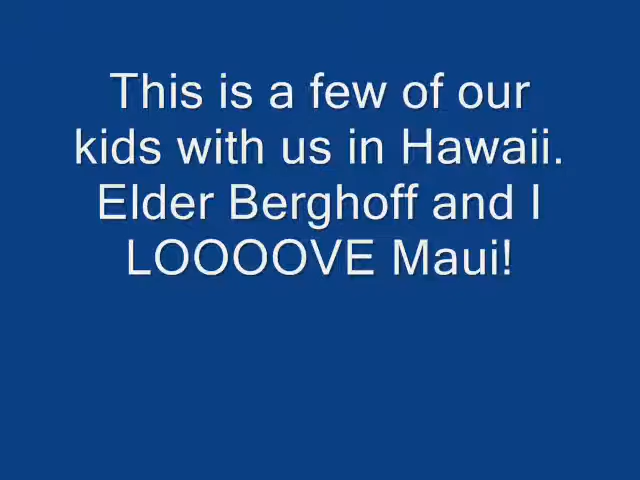 This is a few of our
kids with us in Hawaii.
Elder Berghoff and I
LOOOOVE Maui!